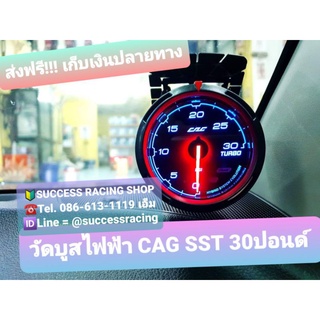 ส่งฟรี!!! เก็บเงินปลายทาง
20
15
25
10
CAG
30
5
TURBO
0
🔰SUCCESS RACING SHOP
☎️Tel. 086-613-1119 เอ็ม
🆔Line = @successracing
วัดบูสไฟฟ้า CAG SST 30ปอนด์